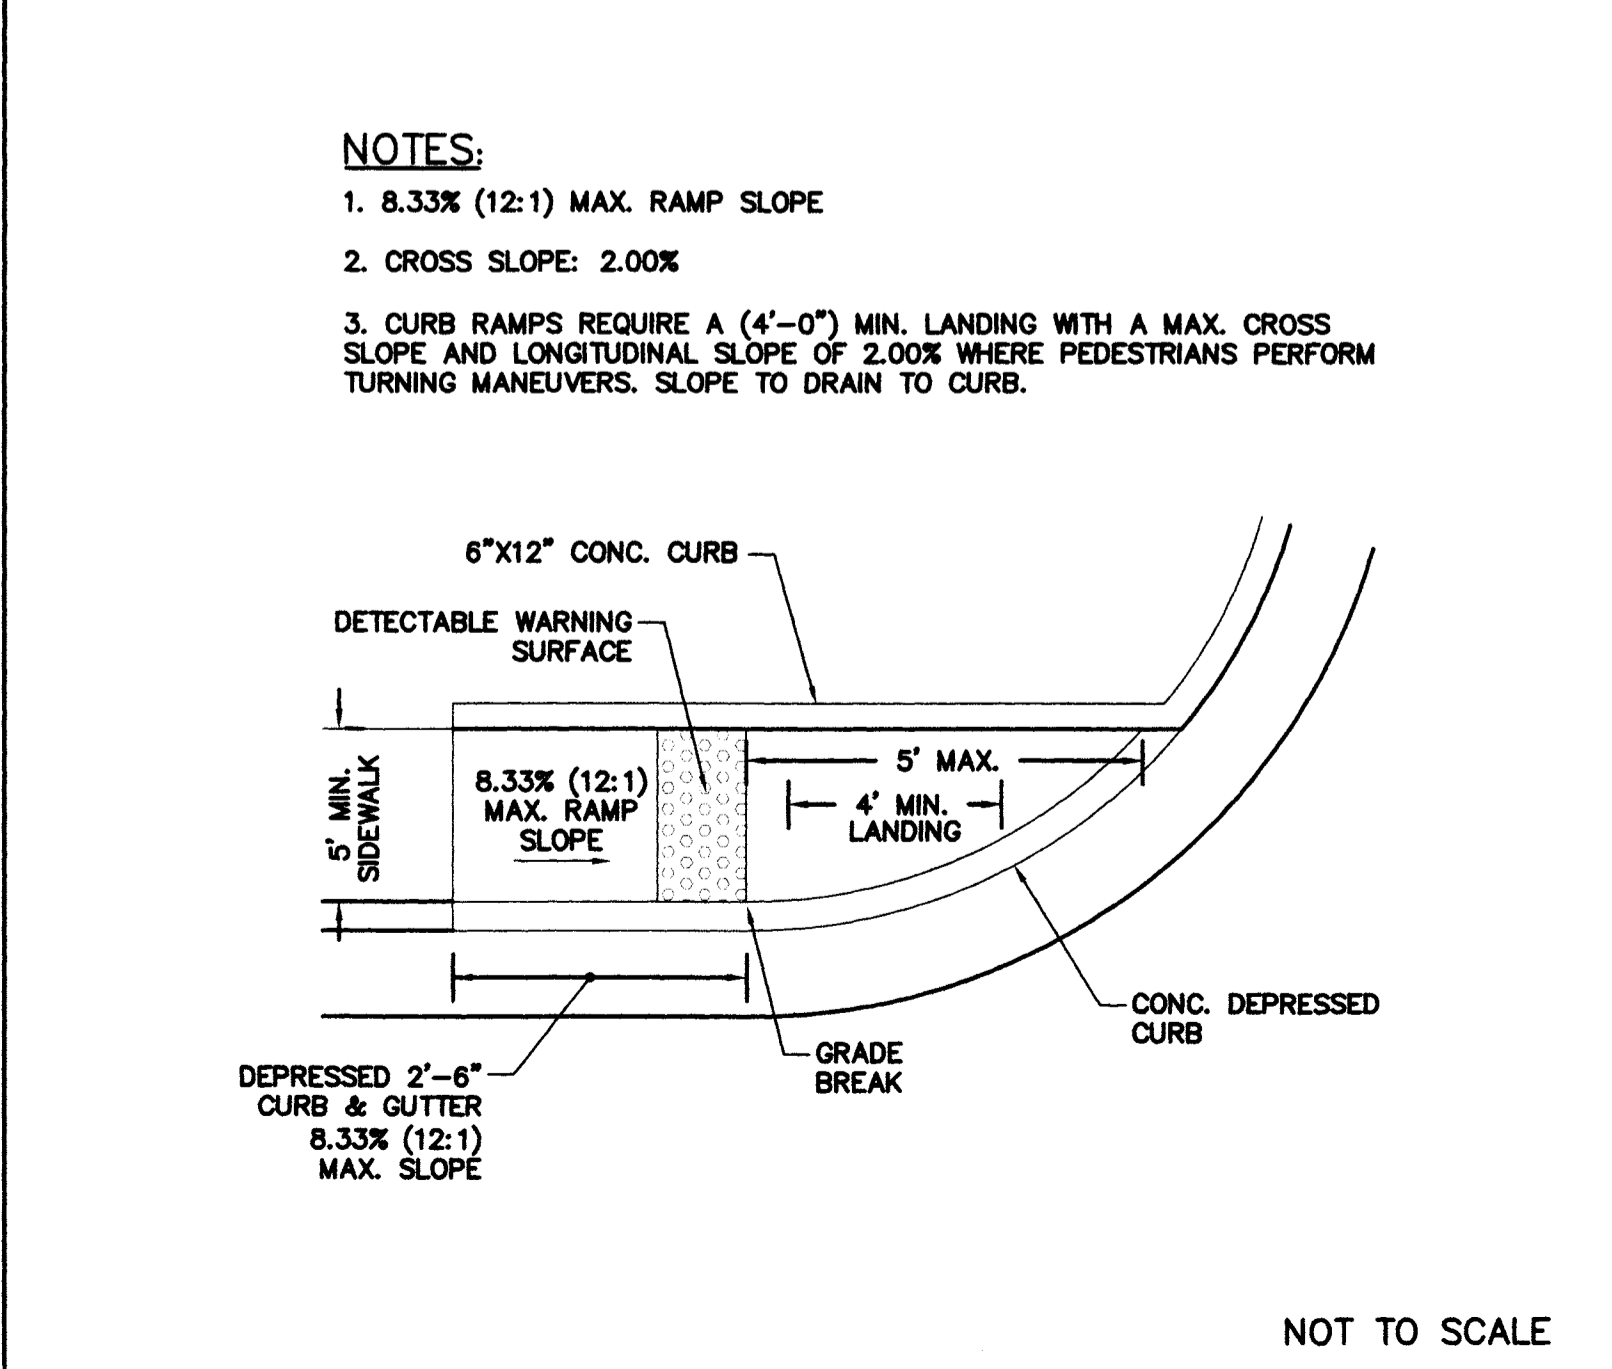 NOTES:
1. 8.33% (12:1) MAX. RAMP SLOPE
2. CROSS SLOPE: 2.00%
3. CURB RAMPS REQUIRE A (4'-0") MIN. LANDING WITH A MAX. CROSS
SLOPE AND LONGITUDINAL SLOPE OF 2.00% WHERE PEDESTRIANS PERFORM
TURNING MANEUVERS. SLOPE TO DRAIN TO CURB.
6"X12" CONC. CURB
DETECTABLE WARNING
SURFACE
5' MIN.
SIDEWALK
8.33% (12:1)
MAX. RAMP
SLOPE
5' MAX.
4' MIN.
LANDING
CONC. DEPRESSED
CURB
GRADE
BREAK
DEPRESSED 2'-6"
CURB & GUTTER
8.33% (12:1)
MAX. SLOPE
NOT TO SCALE